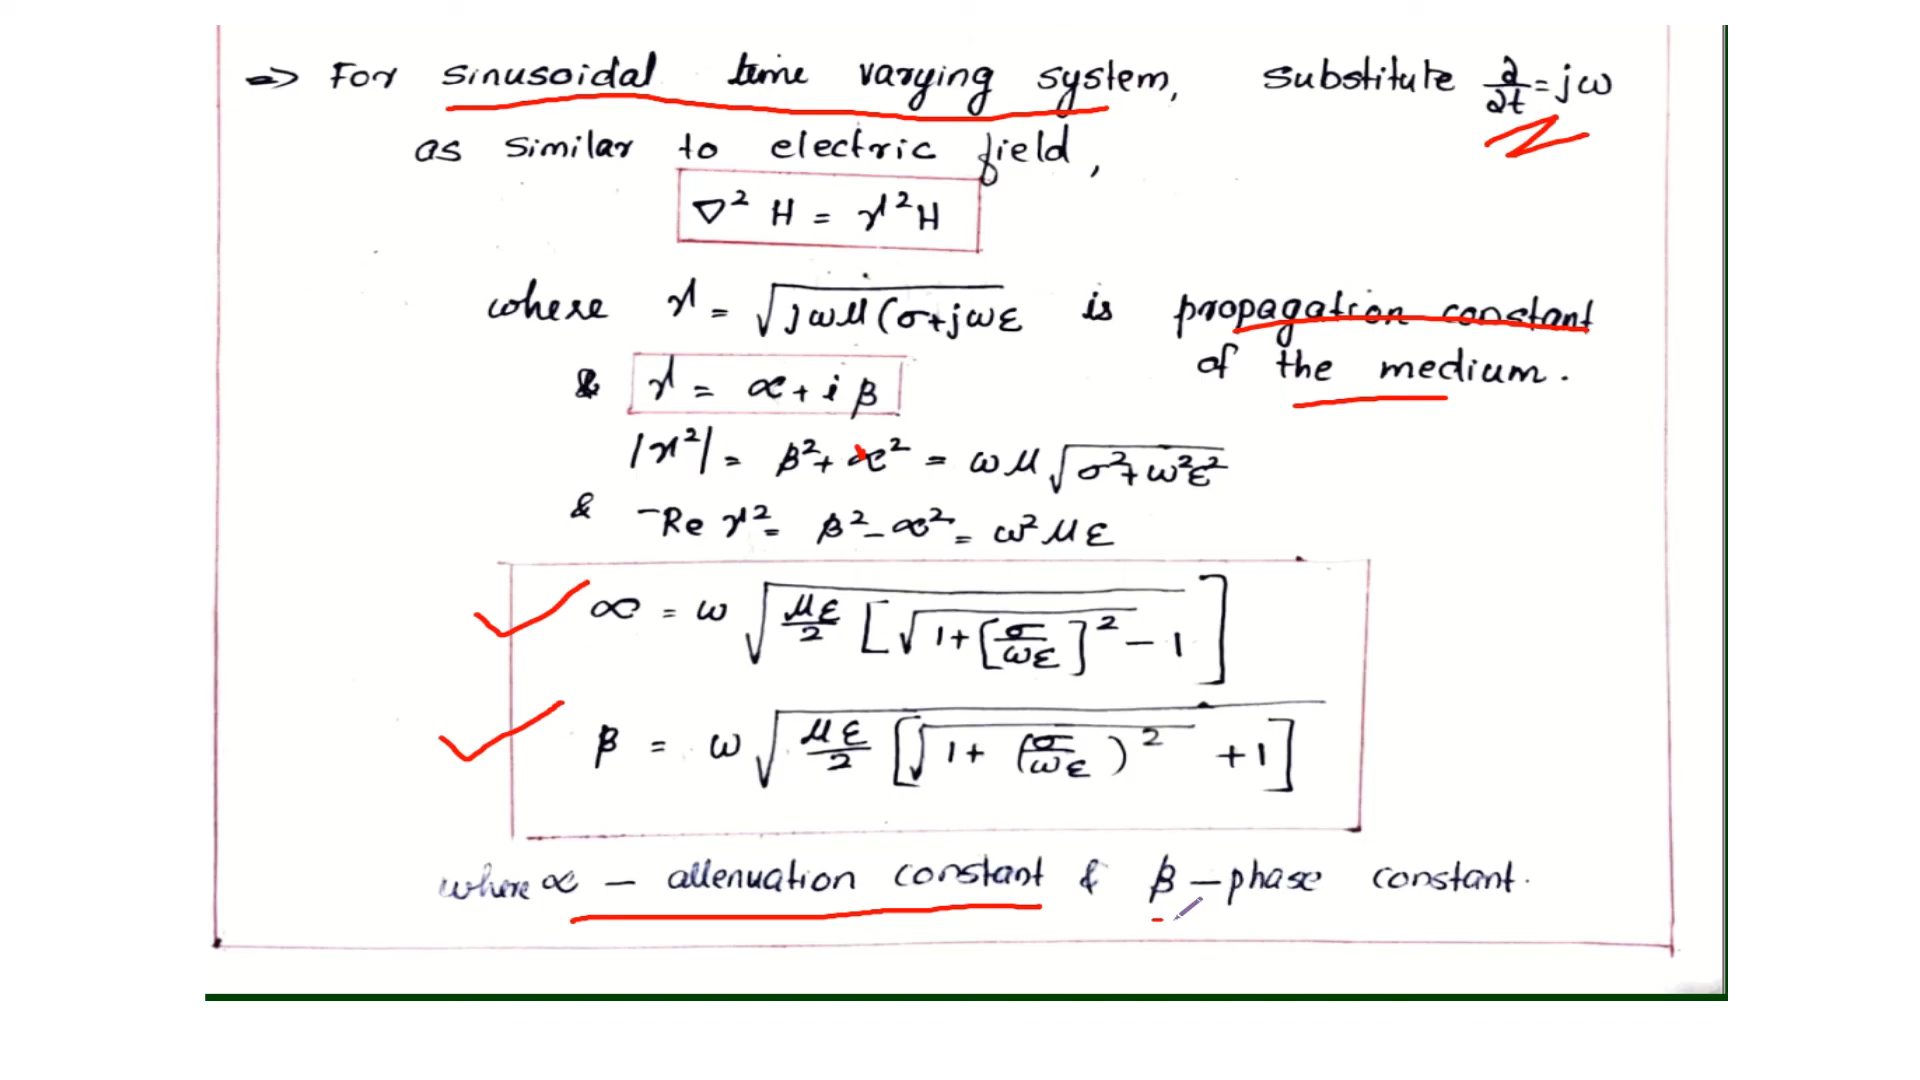 ⇒ For sinusoidal time varying system, substitute ∂/∂t = jω
as similar to electric field,
∇² H = γ² H
where γ = √(jωμ(σ+jωε is propagation constant
of the medium.
& γ = α + i β
|γ²| = β² + α² = ωμ √(σ²+ω²ε²)
& -Re γ² = β² - α² = ω² με
α = ω √(με/2 [√(1+[σ/ωε]²) - 1])
β = ω √(με/2 [√(1+(σ/ωε)²) + 1])
where α - attenuation constant & β - phase constant.